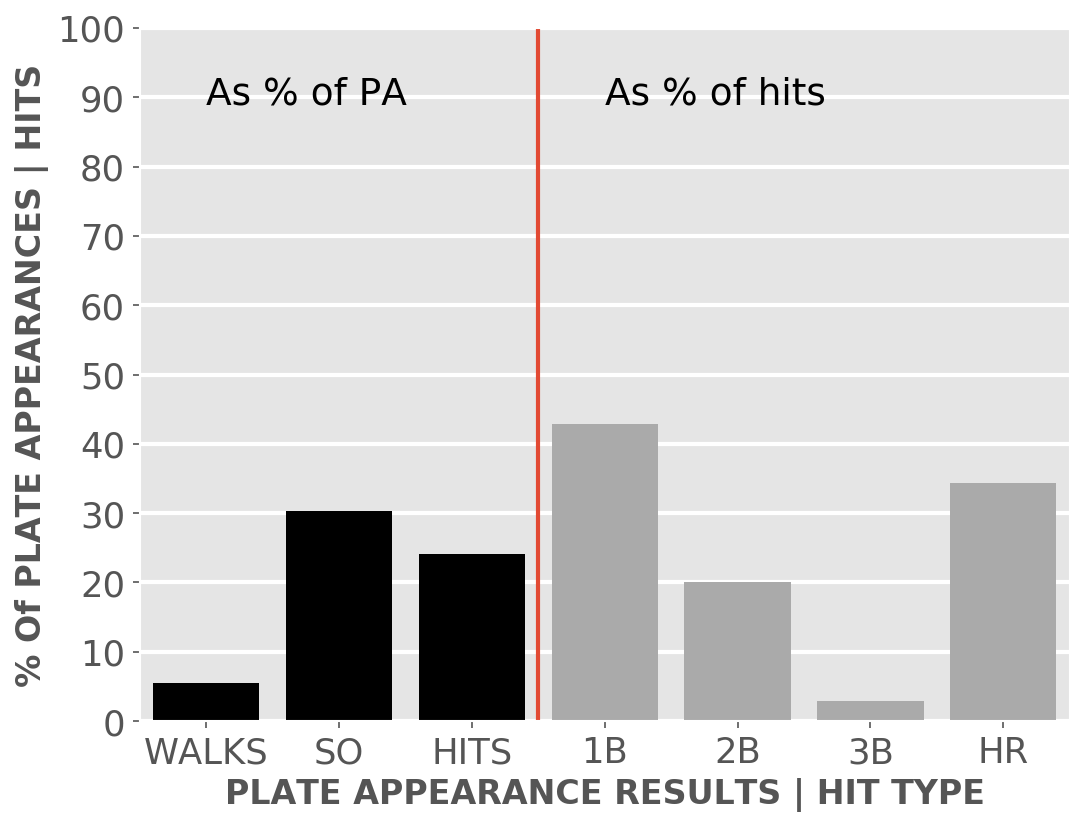 % Of PLATE APPEARANCES | HITS
100
90
80
70
60
50
40
30
20
10
0
As % of PA
As % of hits
WALKS SO HITS 1B 2B 3B HR
PLATE APPEARANCE RESULTS | HIT TYPE